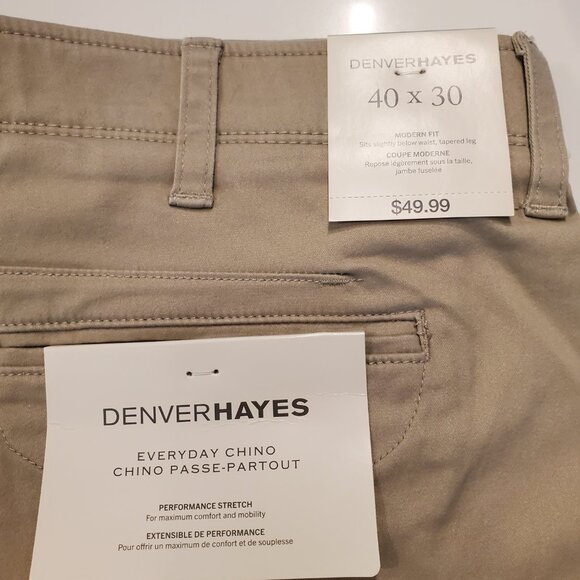 DENVERHAYES
40 x 30
MODERN FIT
Sits slightly below waist, tapered leg
COUPE MODERNE
Repose légèrement sous la taille,
jambe fuselée
$49.99
DENVERHAYES
EVERYDAY CHINO
CHINO PASSE-PARTOUT
PERFORMANCE STRETCH
For maximum comfort and mobility
EXTENSIBLE DE PERFORMANCE
Pour offrir un maximum de confort et de souplesse